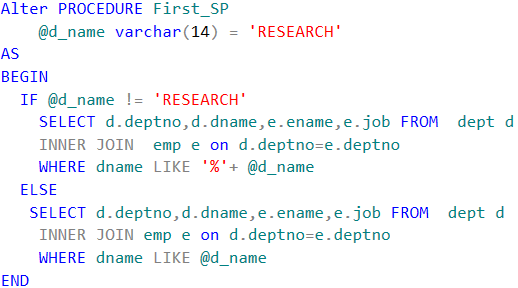 Alter PROCEDURE First_SP
@d_name varchar(14) = 'RESEARCH'
AS
BEGIN
IF @d_name != 'RESEARCH'
SELECT d.deptno,d.dname,e.ename,e.job FROM  dept d
INNER JOIN  emp e on d.deptno=e.deptno
WHERE dname LIKE '%'+ @d_name
ELSE
SELECT d.deptno,d.dname,e.ename,e.job FROM  dept d
INNER JOIN emp e on d.deptno=e.deptno
WHERE dname LIKE @d_name
END